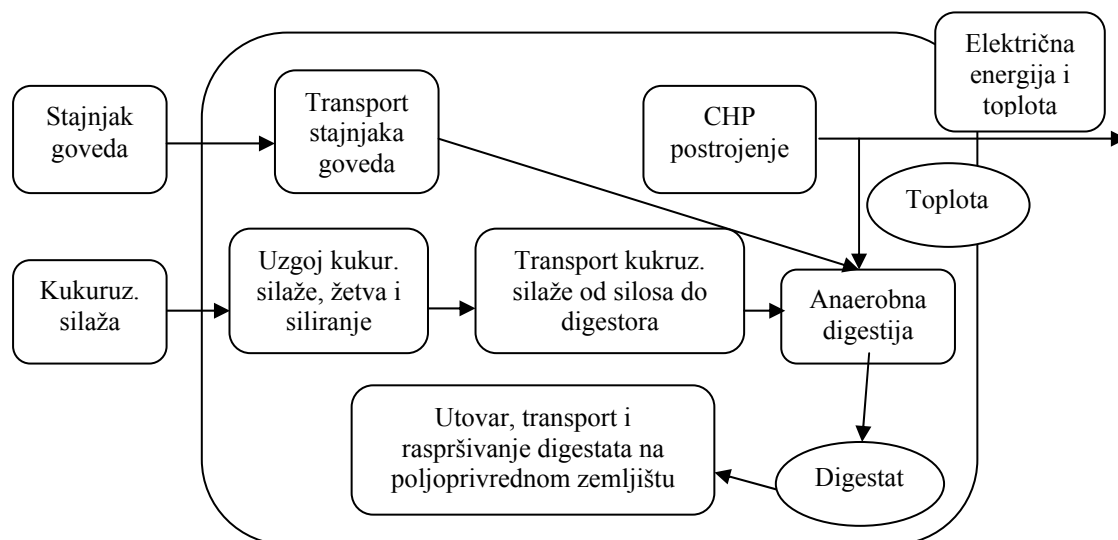 Električna
energija i
toplota
Stajnjak
goveda
Transport
stajnjaka
goveda
CHP
postrojenje
Toplota
Kukuruz.
silaža
Uzgoj kukur.
silaže, žetva i
siliranje
Transport kukruz.
silaže od silosa do
digestora
Anaerobna
digestija
Utovar, transport i
raspršivanje digestata na
poljoprivrednom zemljištu
Digestat